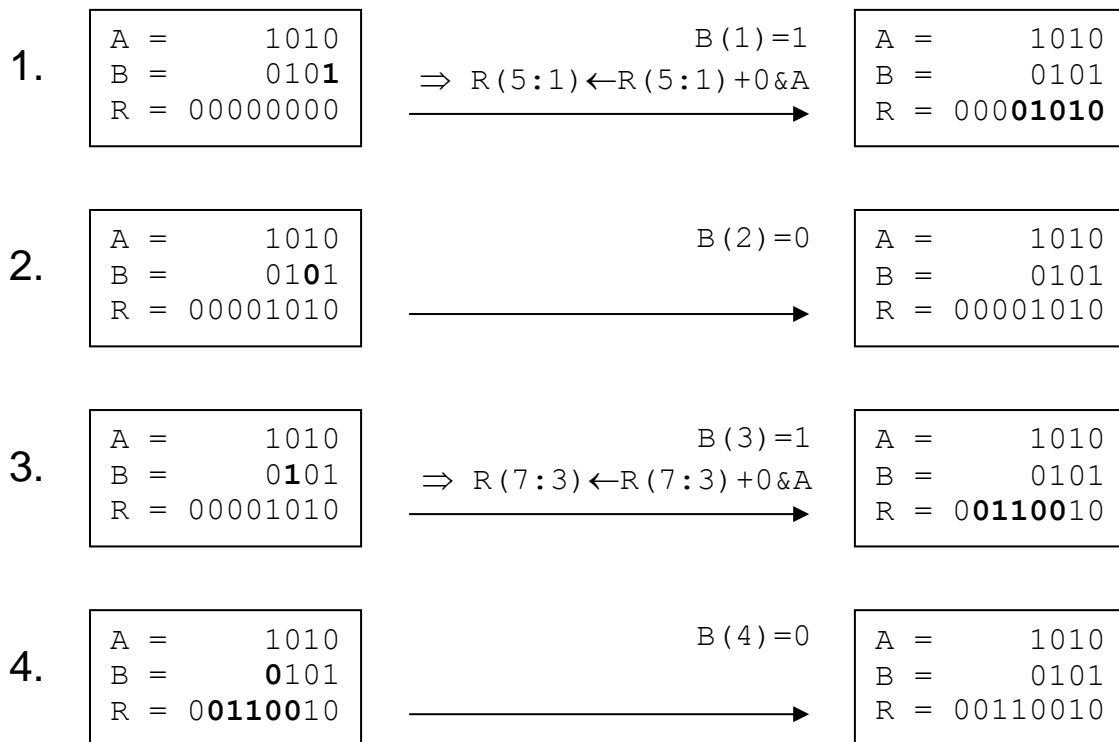 1.
A = 1010
B = 0101
R = 00000000
B(1)=1
⇒ R(5:1)←R(5:1)+0&A
A = 1010
B = 0101
R = 00001010
2.
A = 1010
B = 0101
R = 00001010
B(2)=0
A = 1010
B = 0101
R = 00001010
3.
A = 1010
B = 0101
R = 00001010
B(3)=1
⇒ R(7:3)←R(7:3)+0&A
A = 1010
B = 0101
R = 00110010
4.
A = 1010
B = 0101
R = 00110010
B(4)=0
A = 1010
B = 0101
R = 00110010